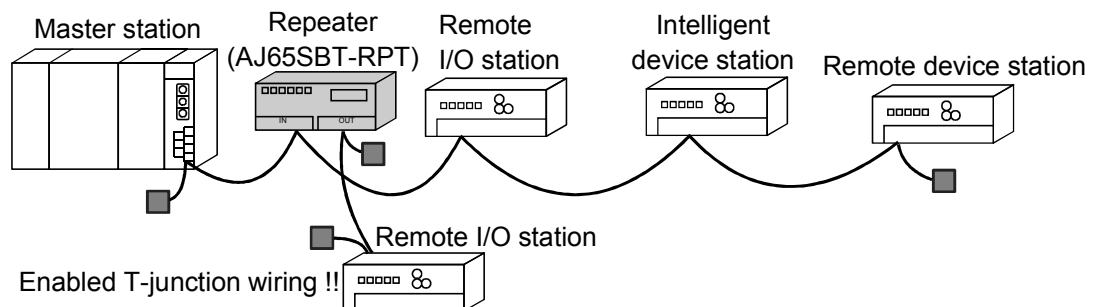 Master station
Repeater
(AJ65SBT-RPT)
Remote
I/O station
Intelligent
device station
Remote device station
IN
OUT
Remote I/O station
Enabled T-junction wiring !!